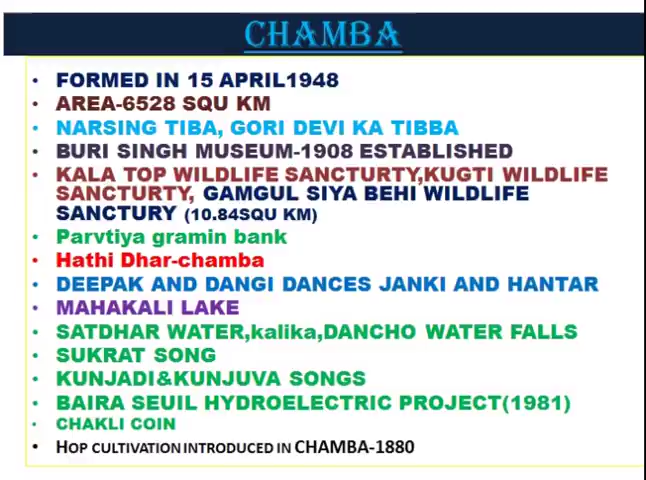 CHAMBA
• FORMED IN 15 APRIL1948
• AREA-6528 SQU KM
• NARSING TIBA, GORI DEVI KA TIBBA
• BURI SINGH MUSEUM-1908 ESTABLISHED
• KALA TOP WILDLIFE SANCTURTY,KUGTI WILDLIFE
SANCTURTY, GAMGUL SIYA BEHI WILDLIFE
SANCTURY (10.84SQU KM)
• Parvtiya gramin bank
• Hathi Dhar-chamba
• DEEPAK AND DANGI DANCES JANKI AND HANTAR
• MAHAKALI LAKE
• SATDHAR WATER,kalika,DANCHO WATER FALLS
• SUKRAT SONG
• KUNJADI&KUNJUVA SONGS
• BAIRA SEUIL HYDROELECTRIC PROJECT(1981)
• CHAKLI COIN
• HOP CULTIVATION INTRODUCED IN CHAMBA-1880